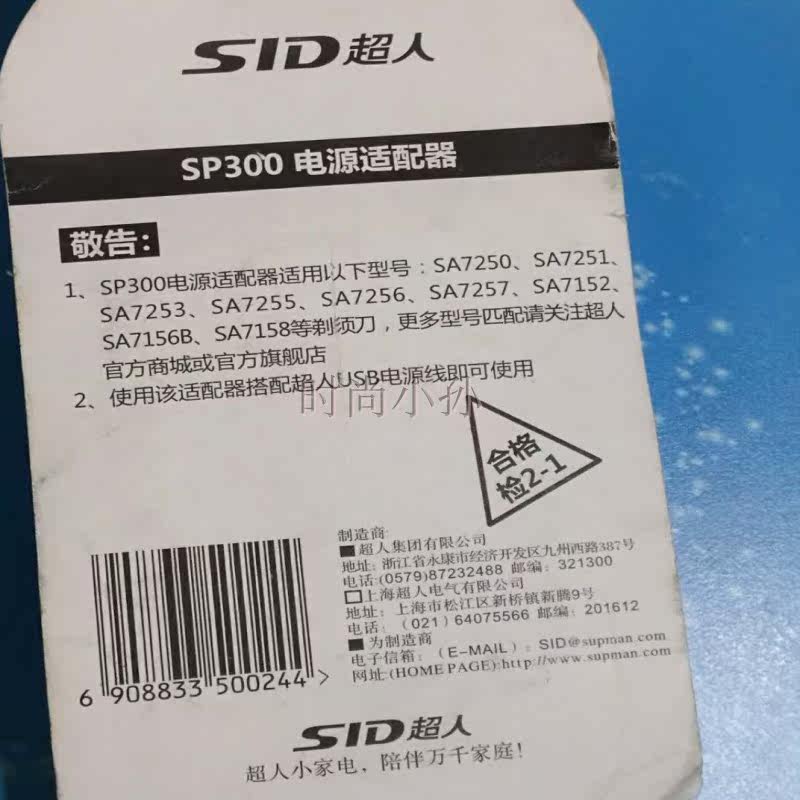 SID超人
SP300 电源适配器
敬告：
1、SP300电源适配器适用以下型号：SA7250、SA7251、
SA7253、SA7255、SA7256、SA7257、SA7152、
SA7156B、SA7158等剃须刀，更多型号匹配请关注超人
官方商城或官方旗舰店
2、使用该适配器搭配超人USB电源线即可使用
时尚小孙
合格
检2-1
制造商:
■超人集团有限公司
地址: 浙江省永康市经济开发区九州西路387号
电话:(0579)87232488 邮编: 321300
□上海超人电气有限公司
地址: 上海市松江区新桥镇新腾9号
电话: (021) 64075566 邮编: 201612
■为制造商
电子信箱: (E-MAIL): SID@supman.com
网址:(HOME PAGE):http://www.supman.com
6 908833 500244 >
SID超人
超人小家电, 陪伴万千家庭!